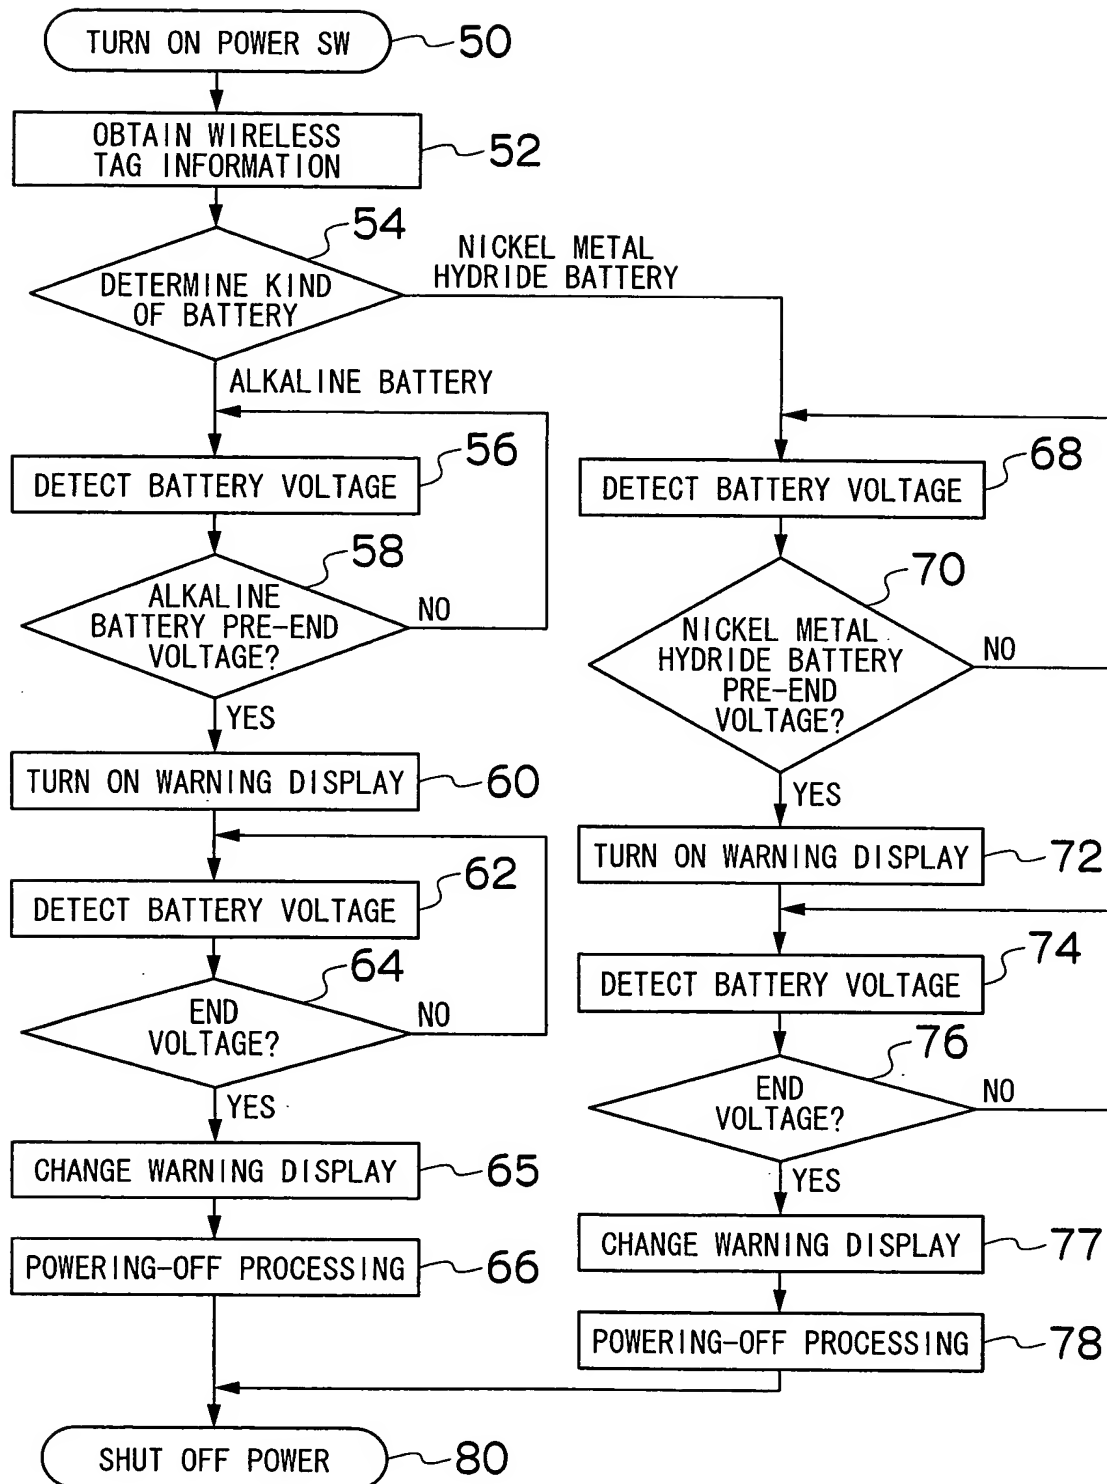 TURN ON POWER SW
50
OBTAIN WIRELESS
TAG INFORMATION
52
54
DETERMINE KIND
OF BATTERY
NICKEL METAL
HYDRIDE BATTERY
ALKALINE BATTERY
56
DETECT BATTERY VOLTAGE
58
ALKALINE
BATTERY PRE-END
VOLTAGE?
NO
YES
TURN ON WARNING DISPLAY
60
62
DETECT BATTERY VOLTAGE
64
END
VOLTAGE?
NO
YES
CHANGE WARNING DISPLAY
65
POWERING-OFF PROCESSING
66
68
DETECT BATTERY VOLTAGE
70
NICKEL METAL
HYDRIDE BATTERY
PRE-END
VOLTAGE?
NO
YES
TURN ON WARNING DISPLAY
72
74
DETECT BATTERY VOLTAGE
76
END
VOLTAGE?
NO
YES
CHANGE WARNING DISPLAY
77
POWERING-OFF PROCESSING
78
SHUT OFF POWER
80